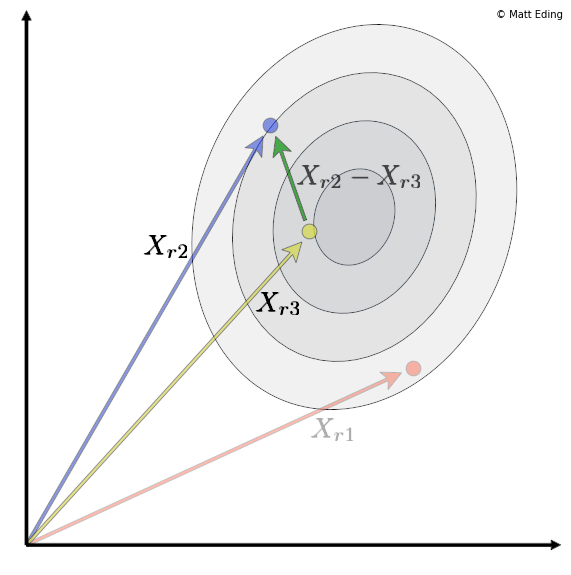 © Matt Eding
X_{r2} − X_{r3}
X_{r2}
X_{r3}
X_{r1}